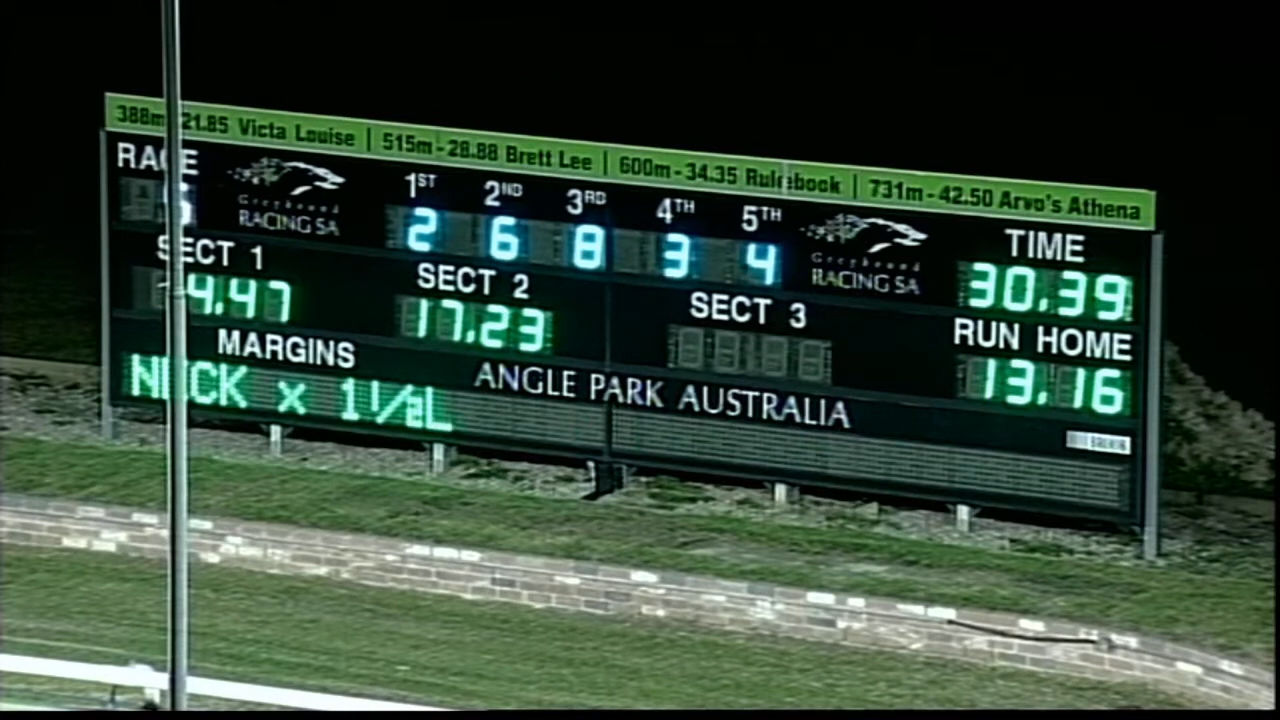 388m 21.85 Victa Louise | 515m - 28.88 Brett Lee | 600m - 34.35 Rulebook | 731m - 42.50 Arvo's Athena
RACE 1ST 2ND 3RD 4TH 5TH TIME
Greyhound RACING SA
2 6 8 3 4
Greyhound RACING SA
30.39
SECT 1 SECT 2 SECT 3 RUN HOME
4.47 17.23 13.16
MARGINS
NECK x 1 1/2L
ANGLE PARK AUSTRALIA